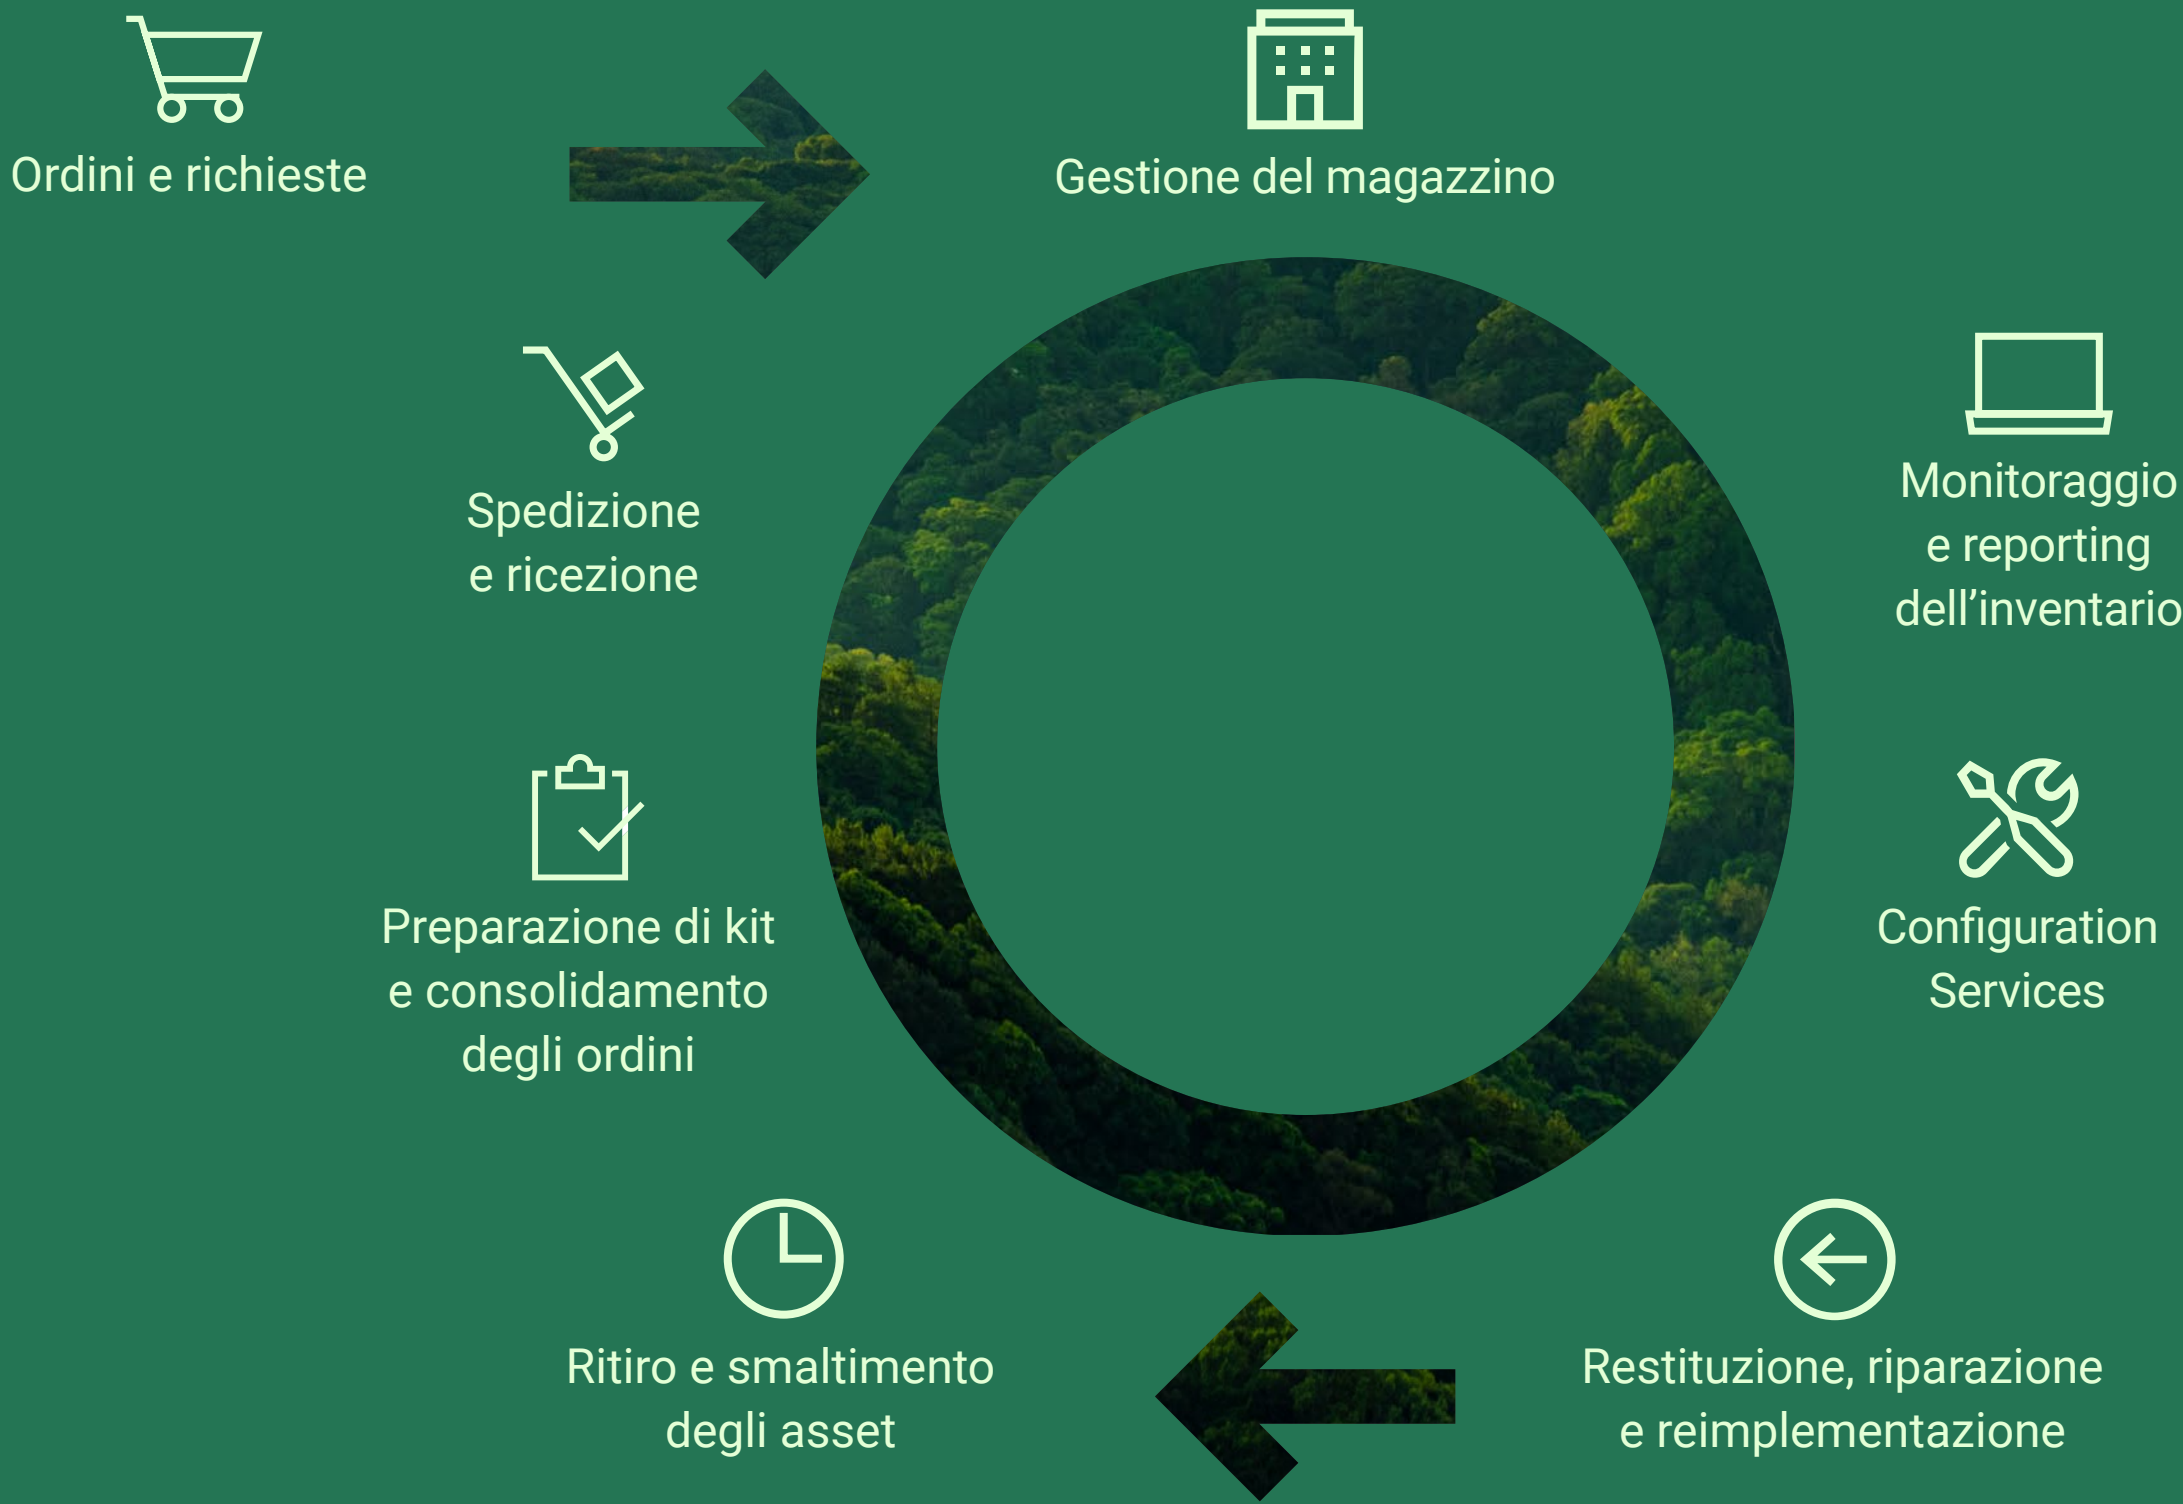 Ordini e richieste
Gestione del magazzino
Spedizione
e ricezione
Monitoraggio
e reporting
dell’inventario
Preparazione di kit
e consolidamento
degli ordini
Configuration
Services
Ritiro e smaltimento
degli asset
Restituzione, riparazione
e reimplementazione